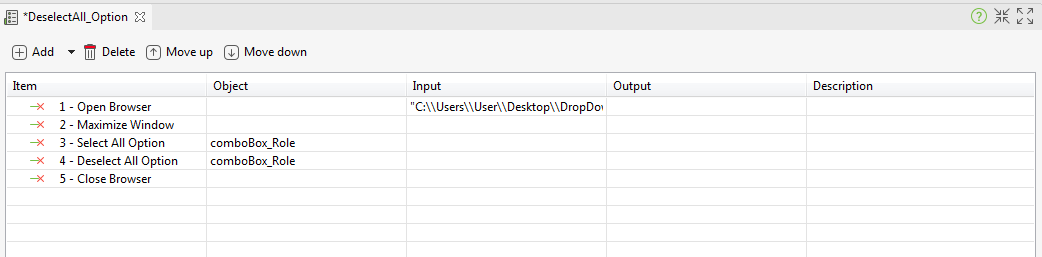 *DeselectAll_Option
Add Delete Move up Move down
Item Object Input Output Description
1 - Open Browser "C:\\Users\\User\\Desktop\\DropDo
2 - Maximize Window
3 - Select All Option comboBox_Role
4 - Deselect All Option comboBox_Role
5 - Close Browser